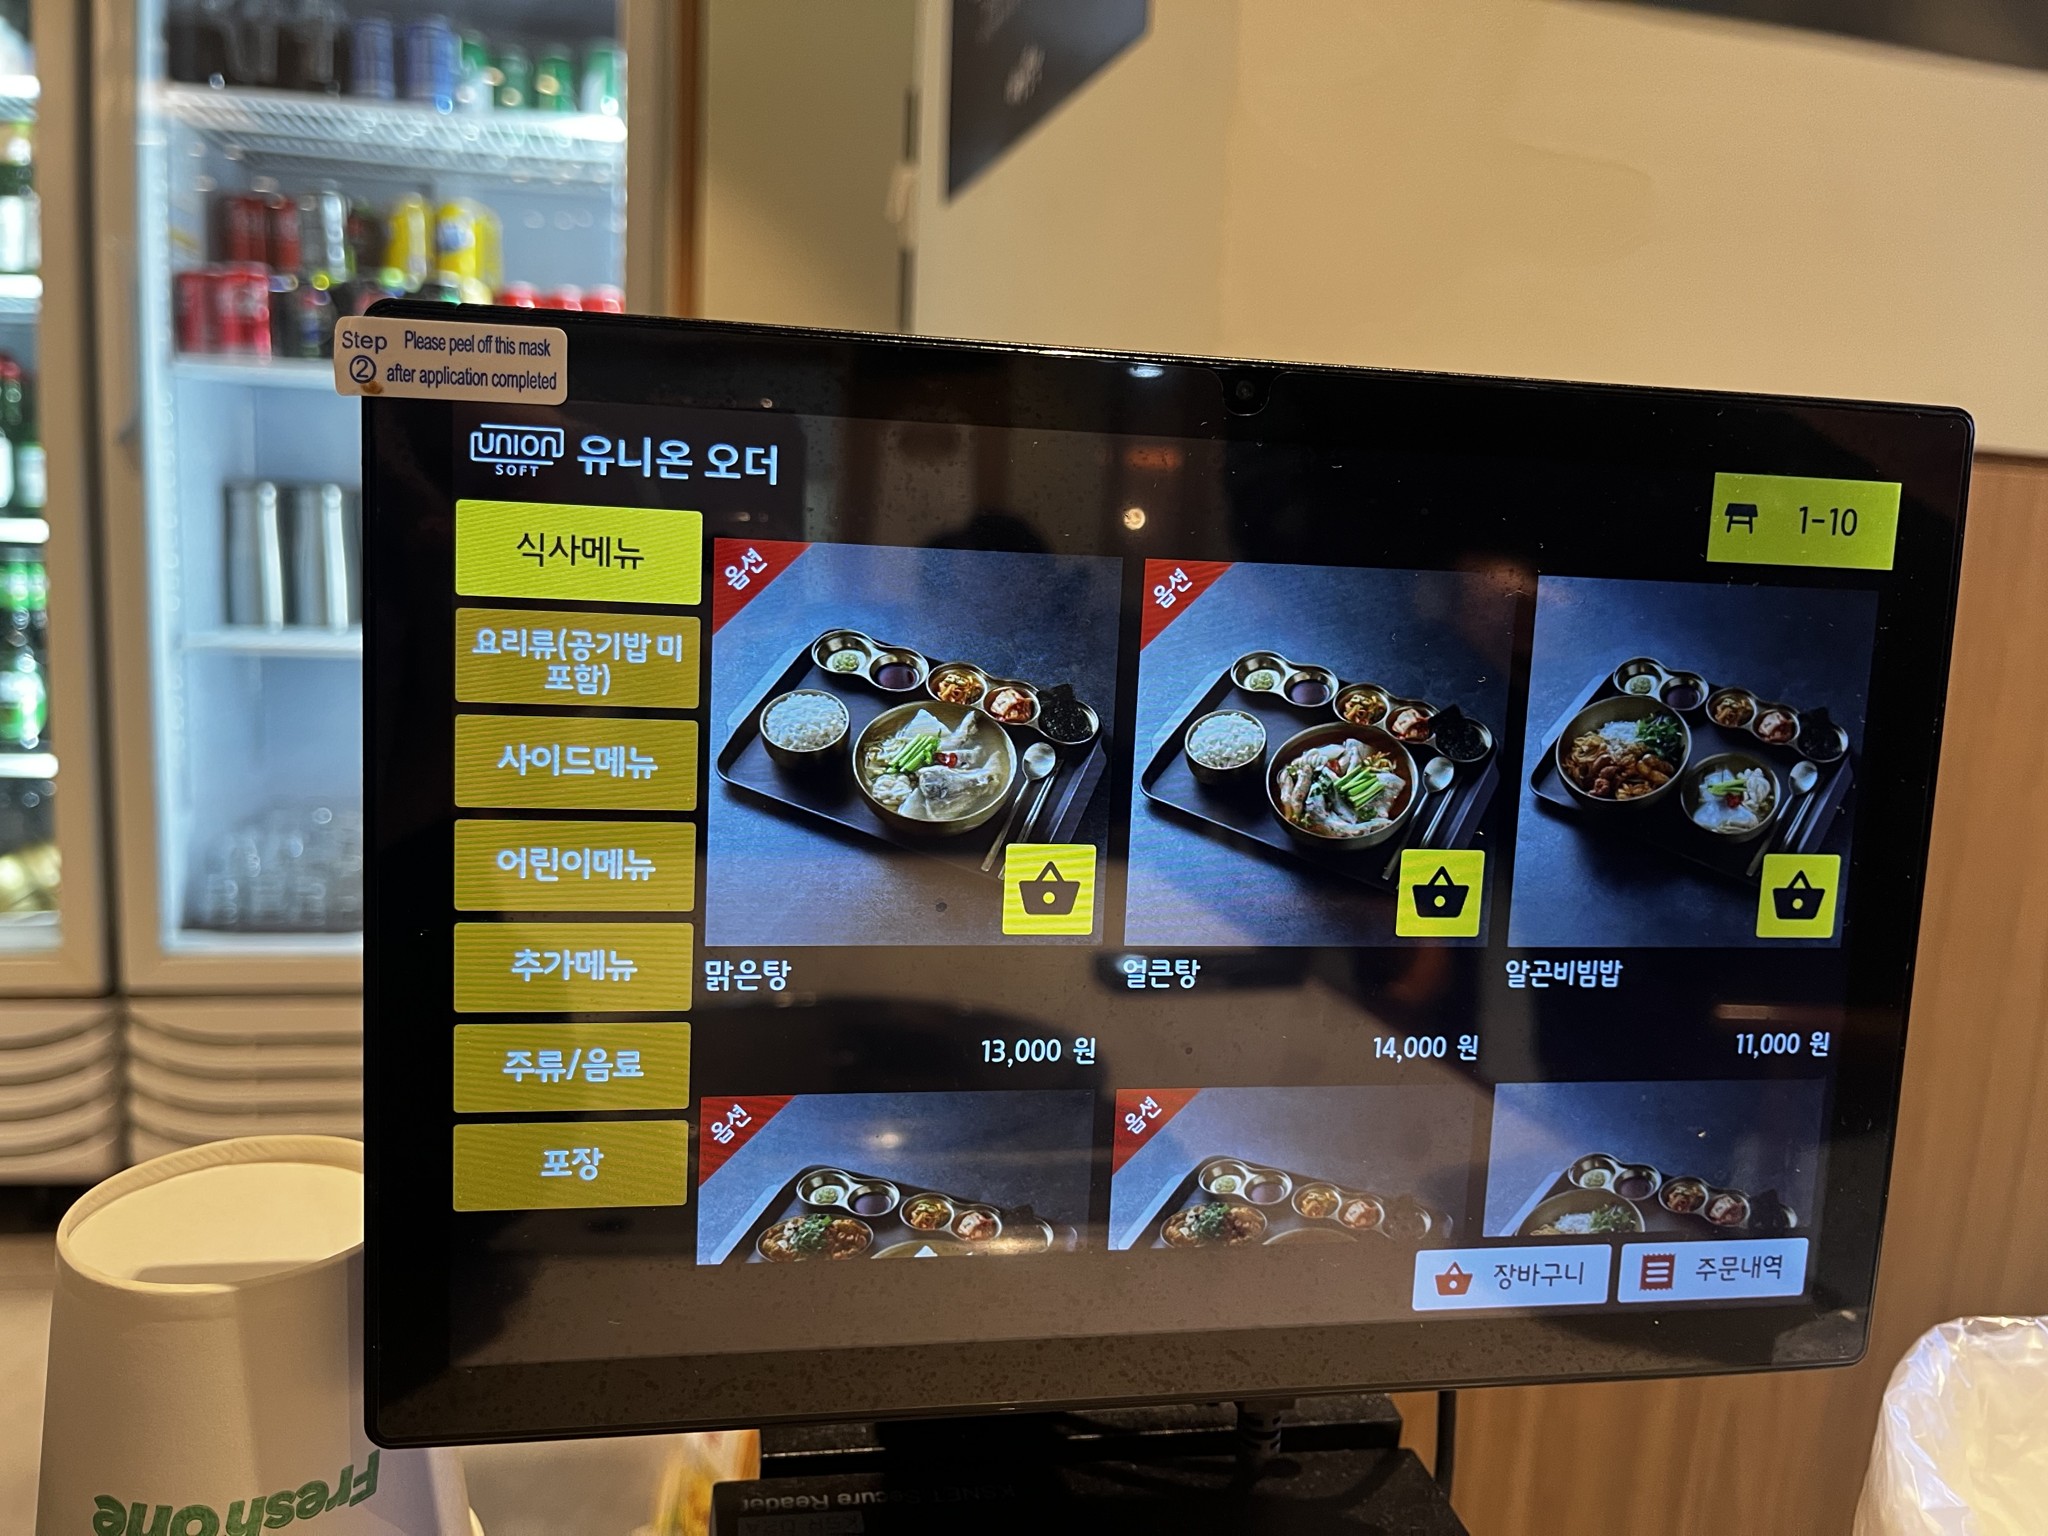 Step Please peel off this mask
② after application completed
UNION
SOFT
유니온 오더
1-10
식사메뉴
요리류(공기밥 미
포함)
사이드메뉴
어린이메뉴
추가메뉴
주류/음료
포장
옵션
옵션
맑은탕
얼큰탕
알곤비빔밥
13,000 원
14,000 원
11,000 원
옵션
옵션
장바구니
주문내역
Fresh One
Secure Reader